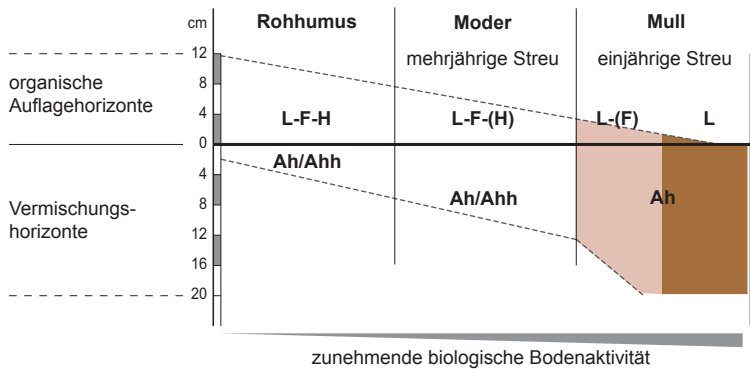 cm Rohhumus Moder Mull
12 mehrjährige Streu einjährige Streu
organische
Auflagehorizonte
8
4 L-F-H L-F-(H) L-(F) L
0
Ah/Ahh
4
Vermischungs-
horizonte
8 Ah/Ahh Ah
12
16
20
zunehmende biologische Bodenaktivität